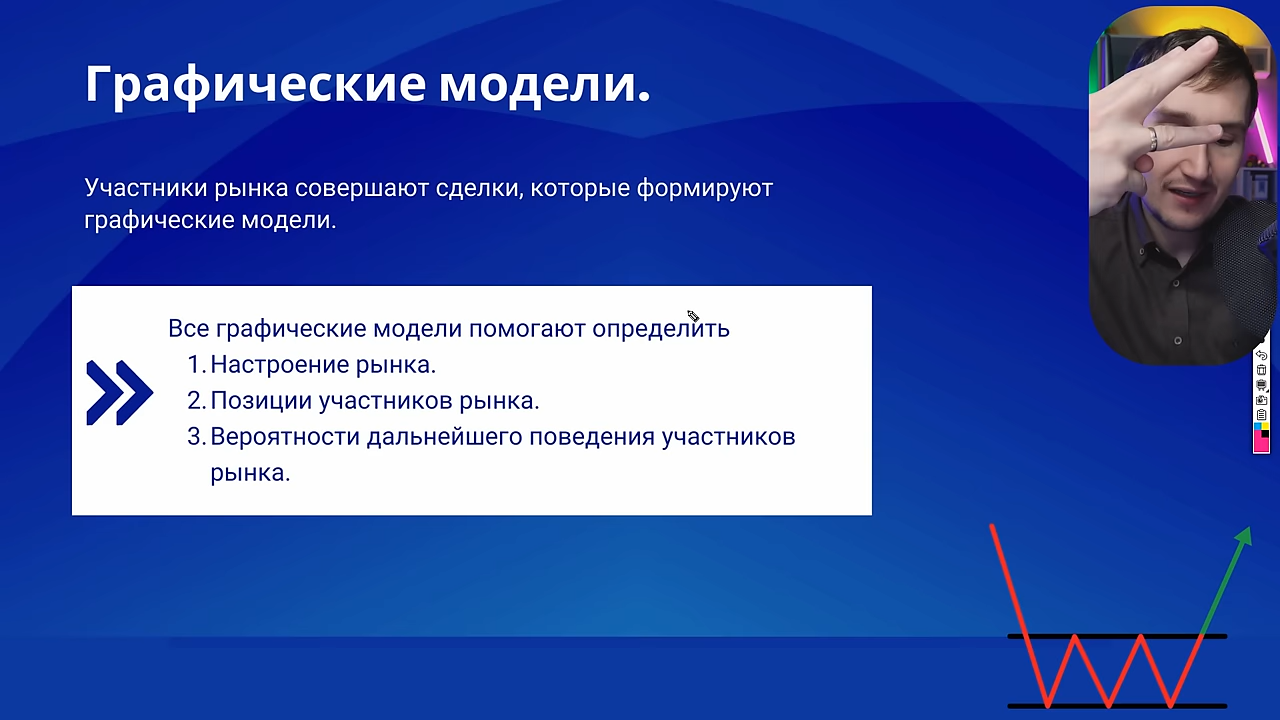 Графические модели.
Участники рынка совершают сделки, которые формируют
графические модели.
Все графические модели помогают определить
1. Настроение рынка.
2. Позиции участников рынка.
3. Вероятности дальнейшего поведения участников
рынка.